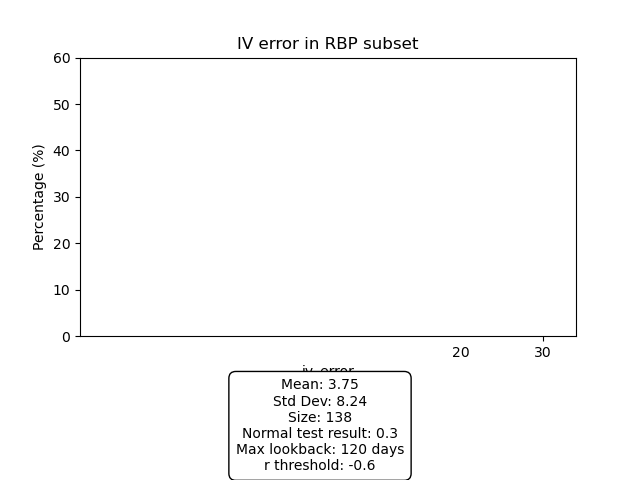 IV error in RBP subset
60
50
40
30
20
10
0
Percentage (%)
20 30
iv_error
Mean: 3.75
Std Dev: 8.24
Size: 138
Normal test result: 0.3
Max lookback: 120 days
r threshold: -0.6